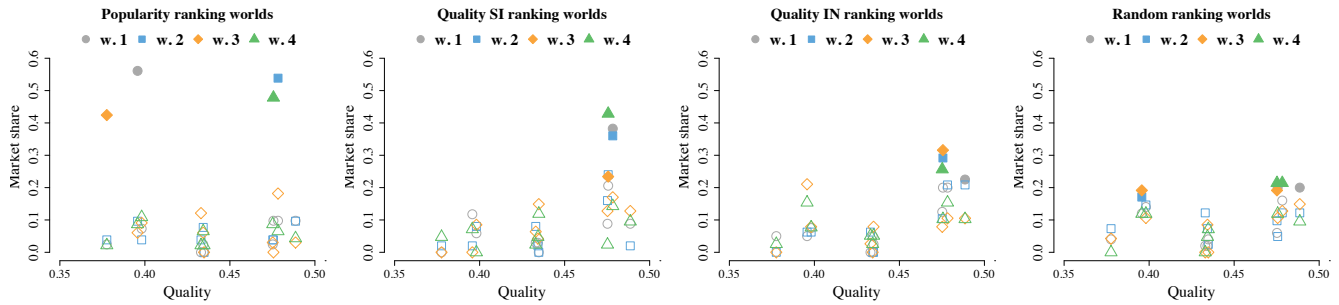 Popularity ranking worlds
w. 1 w. 2 w. 3 w. 4
Market share
0.6
0.5
0.4
0.3
0.2
0.1
0.0
0.35 0.40 0.45 0.50
Quality
Quality SI ranking worlds
w. 1 w. 2 w. 3 w. 4
Market share
0.6
0.5
0.4
0.3
0.2
0.1
0.0
0.35 0.40 0.45 0.50
Quality
Quality IN ranking worlds
w. 1 w. 2 w. 3 w. 4
Market share
0.6
0.5
0.4
0.3
0.2
0.1
0.0
0.35 0.40 0.45 0.50
Quality
Random ranking worlds
w. 1 w. 2 w. 3 w. 4
Market share
0.6
0.5
0.4
0.3
0.2
0.1
0.0
0.35 0.40 0.45 0.50
Quality